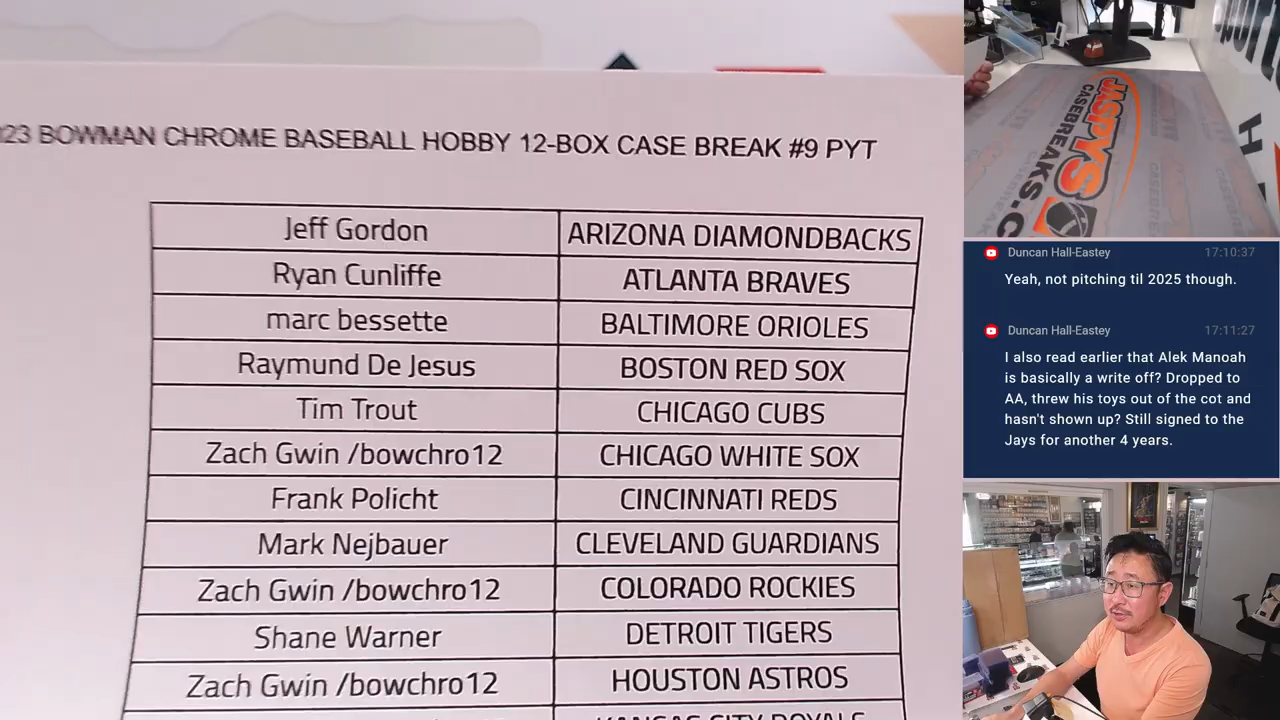 23 BOWMAN CHROME BASEBALL HOBBY 12-BOX CASE BREAK #9 PYT
Jeff Gordon ARIZONA DIAMONDBACKS
Ryan Cunliffe ATLANTA BRAVES
marc bessette BALTIMORE ORIOLES
Raymund De Jesus BOSTON RED SOX
Tim Trout CHICAGO CUBS
Zach Gwin /bowchro12 CHICAGO WHITE SOX
Frank Policht CINCINNATI REDS
Mark Nejbauer CLEVELAND GUARDIANS
Zach Gwin /bowchro12 COLORADO ROCKIES
Shane Warner DETROIT TIGERS
Zach Gwin /bowchro12 HOUSTON ASTROS
KANSAS CITY ROYALS
JASPYS
CASEBREAKS.C
Duncan Hall-Eastey 17:10:37
Yeah, not pitching til 2025 though.
Duncan Hall-Eastey 17:11:27
I also read earlier that Alek Manoah
is basically a write off? Dropped to
AA, threw his toys out of the cot and
hasn't shown up? Still signed to the
Jays for another 4 years.